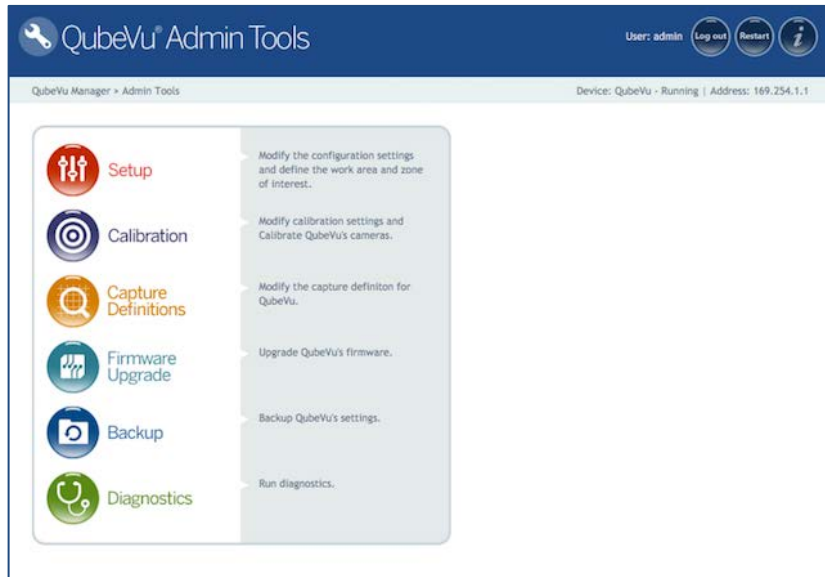 QubeVu® Admin Tools
User: admin
Log out
Restart
i
QubeVu Manager > Admin Tools
Device: QubeVu - Running | Address: 169.254.1.1
Setup
Modify the configuration settings
and define the work area and zone
of interest.
Calibration
Modify calibration settings and
Calibrate QubeVu's cameras.
Capture
Definitions
Modify the capture definiton for
QubeVu.
Firmware
Upgrade
Upgrade QubeVu's firmware.
Backup
Backup QubeVu's settings.
Diagnostics
Run diagnostics.